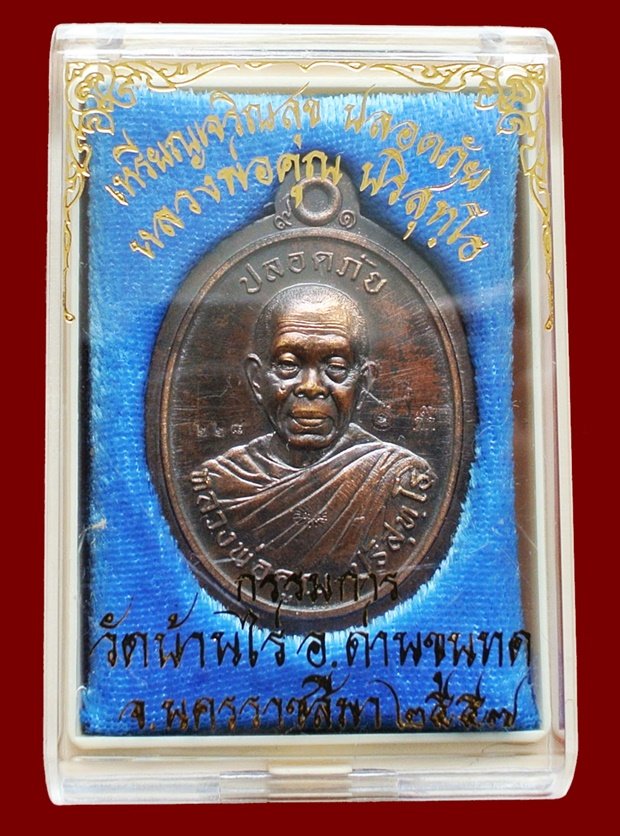 เหรียญเจริญสุข ปลอดภัย
หลวงพ่อคูณ ปริสุทฺโธ
๙ ๑
ปลอดภัย
๒๒๘
หลวงพ่อคูณ ปริสุทฺโธ
กรรมการ
วัดบ้านไร่ อ.ด่านขุนทด
จ.นครราชสีมา ๒๕๕๗